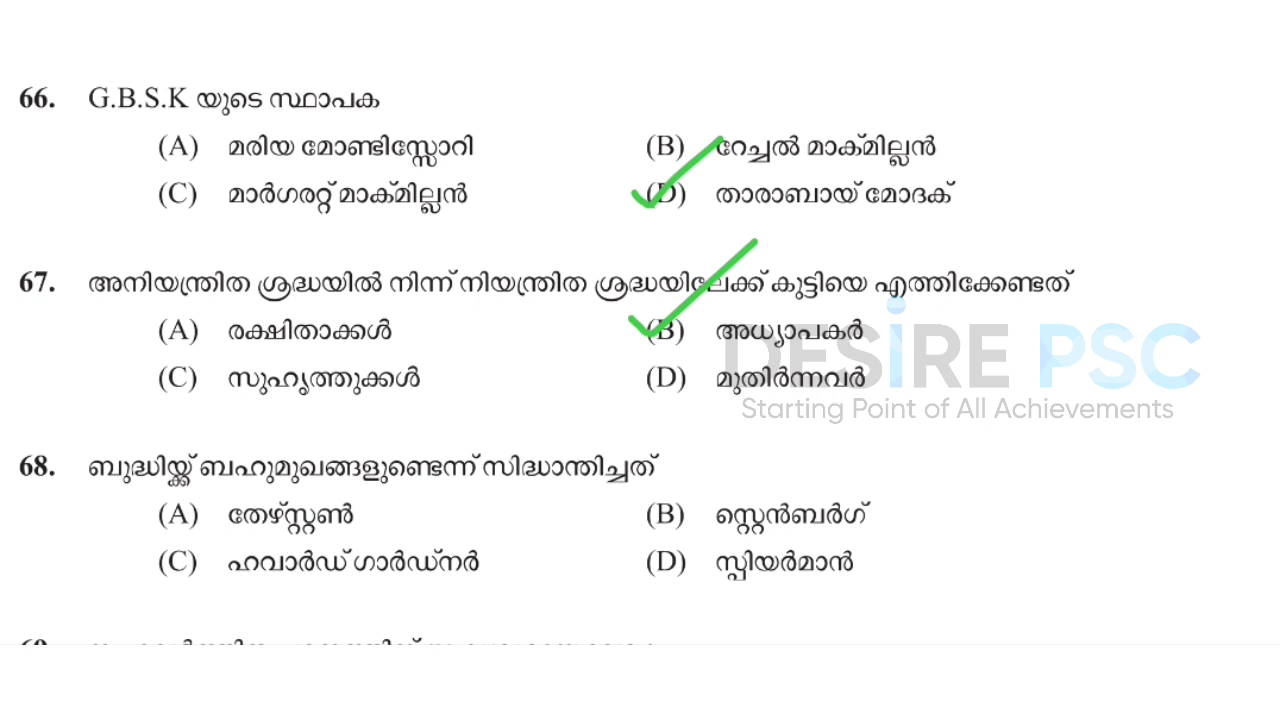 66. G.B.S.K യുടെ സ്ഥാപക
(A) മരിയ മോണ്ടിസ്സോറി (B) റേച്ചൽ മാക്മില്ലൻ
(C) മാർഗരറ്റ് മാക്മില്ലൻ (D) താരാബായ് മോദക്
67. അനിയന്ത്രിത ശ്രദ്ധയിൽ നിന്ന് നിയന്ത്രിത ശ്രദ്ധയിലേക്ക് കുട്ടിയെ എത്തിക്കേണ്ടത്
(A) രക്ഷിതാക്കൾ (B) അധ്യാപകർ
(C) സുഹൃത്തുക്കൾ (D) മുതിർന്നവർ
DESIRE PSC
Starting Point of All Achievements
68. ബുദ്ധിയ്ക്ക് ബഹുമുഖങ്ങളുണ്ടെന്ന് സിദ്ധാന്തിച്ചത്
(A) തേഴ്സ്റ്റൺ (B) സ്റ്റെൻബർഗ്
(C) ഹവാർഡ് ഗാർഡ്നർ (D) സ്പിയർമാൻ